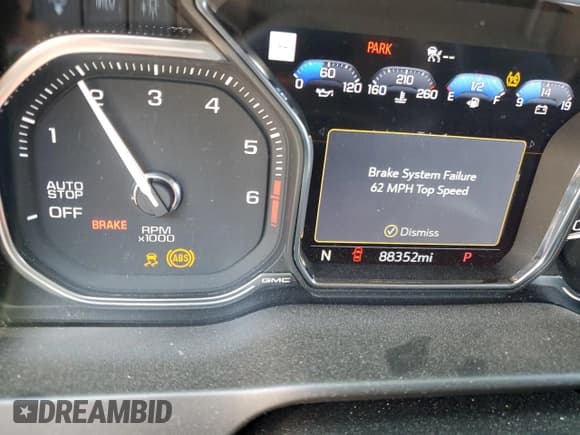 PARK
--
60
0 120
210
160 260
1/2
E F
14
9 19
1 2 3 4 5 6
AUTO
STOP
OFF
BRAKE
RPM
x1000
ABS
GMC
Brake System Failure
62 MPH Top Speed
Dismiss
N 88352mi P
DREAMBID